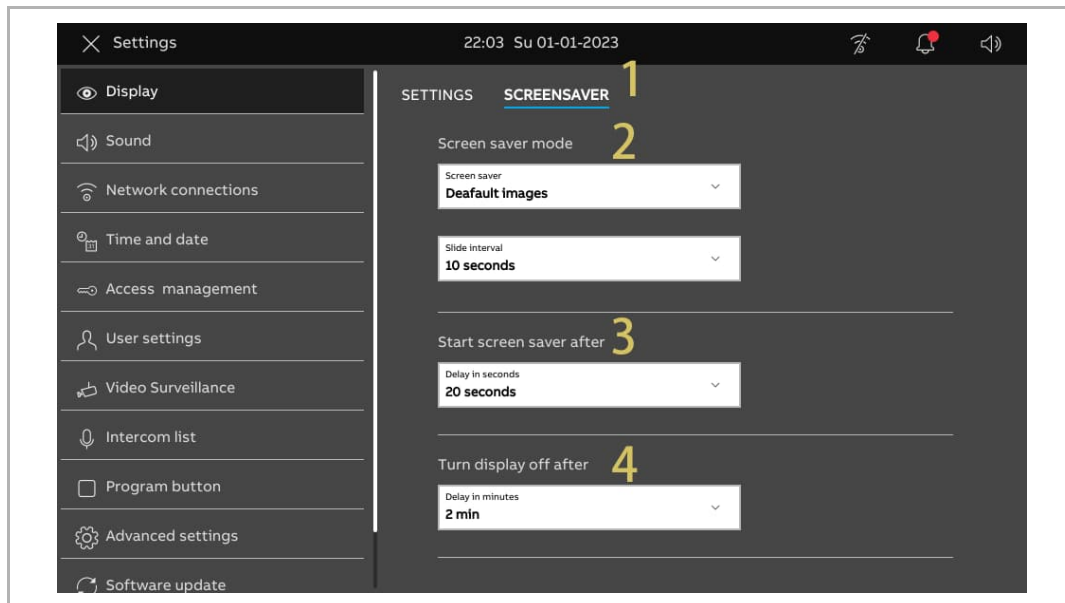 Settings
22:03 Su 01-01-2023
Display
SETTINGS SCREENSAVER 1
Sound
Screen saver mode 2
Screen saver
Deafault images
Network connections
Time and date
Slide interval
10 seconds
Access management
User settings
Start screen saver after 3
Video Surveillance
Delay in seconds
20 seconds
Intercom list
Turn display off after 4
Program button
Delay in minutes
2 min
Advanced settings
Software update